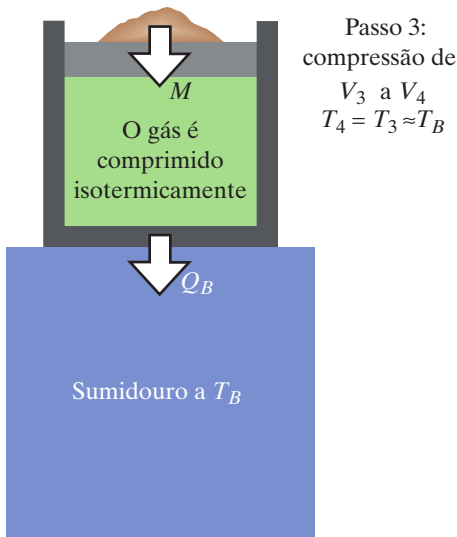 Passo 3:
compressão de
V3 a V4
T4 = T3 ≈ TB
M
O gás é
comprimido
isotermicamente
QB
Sumidouro a TB